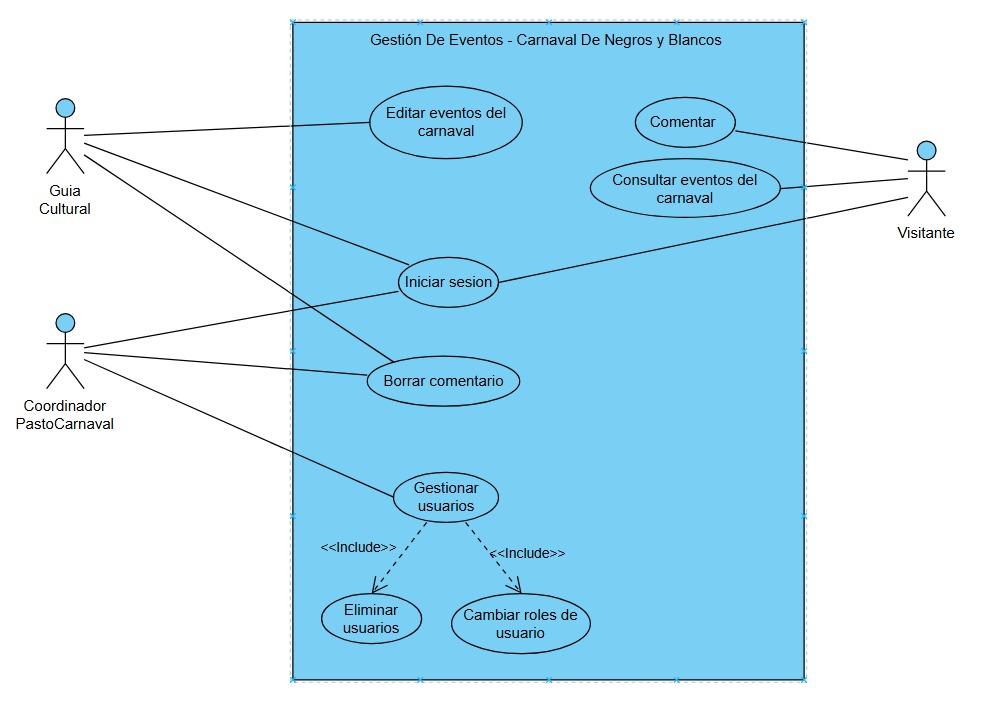 Gestión De Eventos - Carnaval De Negros y Blancos
Editar eventos del
carnaval
Comentar
Consultar eventos del
carnaval
Guia
Cultural
Visitante
Iniciar sesion
Borrar comentario
Coordinador
PastoCarnaval
Gestionar
usuarios
<<Include>>
<<Include>>
Eliminar
usuarios
Cambiar roles de
usuario